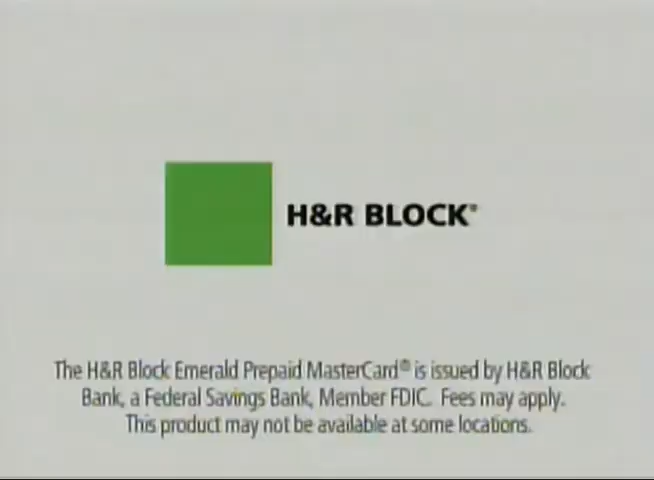 H&R BLOCK®
The H&R Block Emerald Prepaid MasterCard® is issued by H&R Block
Bank, a Federal Savings Bank, Member FDIC. Fees may apply.
This product may not be available at some locations.